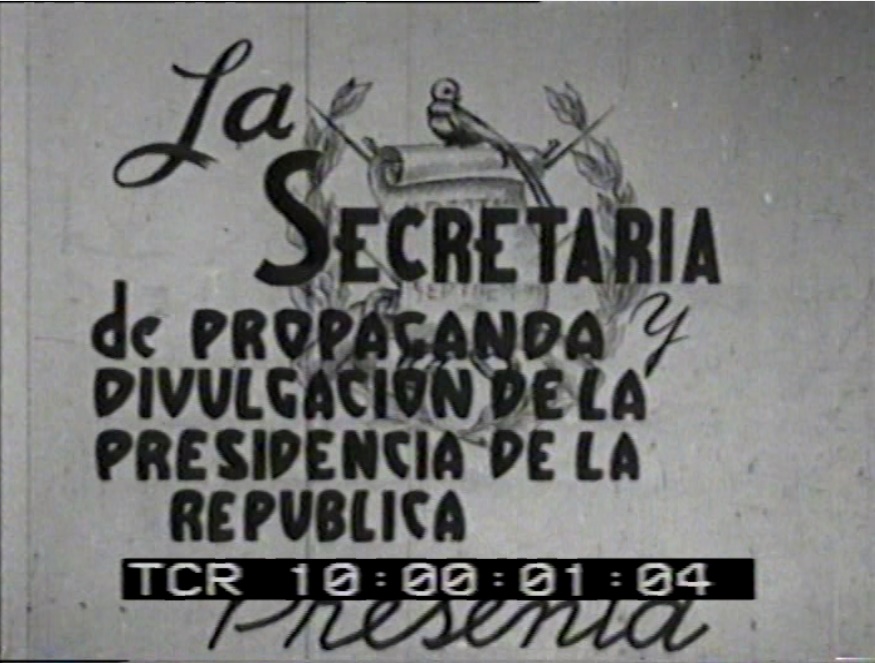 La
SECRETARIA
de PROPAGANDA y
DIVULGACION DE LA
PRESIDENCIA DE LA
REPUBLICA
TCR 10:00:01:04
Presenta